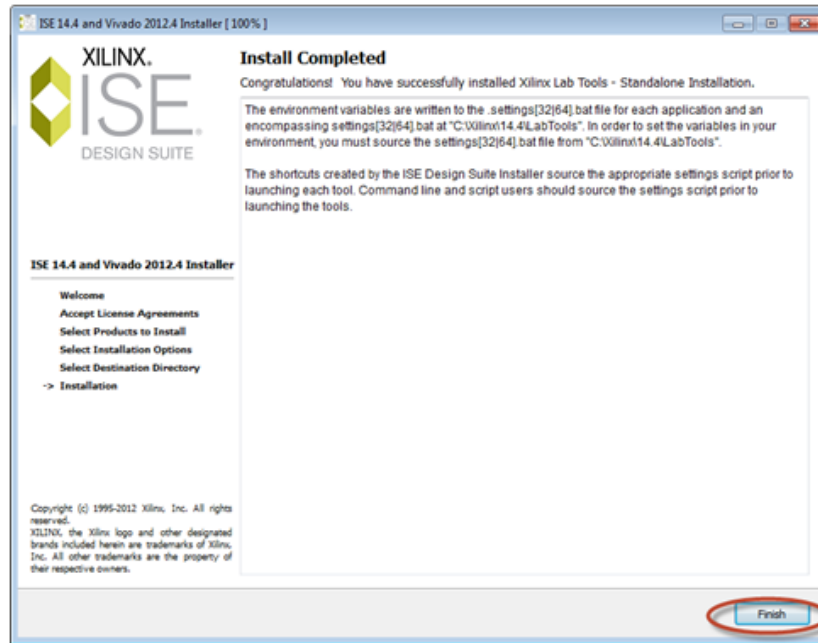 ISE 14.4 and Vivado 2012.4 Installer [ 100% ]
XILINX.
ISE.
DESIGN SUITE
Install Completed
Congratulations! You have successfully installed Xilinx Lab Tools - Standalone Installation.
The environment variables are written to the .settings[32|64].bat file for each application and an
encompassing settings[32|64].bat at "C:\Xilinx\14.4\LabTools". In order to set the variables in your
environment, you must source the settings[32|64].bat file from "C:\Xilinx\14.4\LabTools".
The shortcuts created by the ISE Design Suite Installer source the appropriate settings script prior to
launching each tool. Command line and script users should source the settings script prior to
launching the tools.
ISE 14.4 and Vivado 2012.4 Installer
Welcome
Accept License Agreements
Select Products to Install
Select Installation Options
Select Destination Directory
-> Installation
Copyright (c) 1995-2012 Xilinx, Inc. All rights
reserved.
XILINX, the Xilinx logo and other designated
brands included herein are trademarks of Xilinx,
Inc. All other trademarks are the property of
their respective owners.
Finish